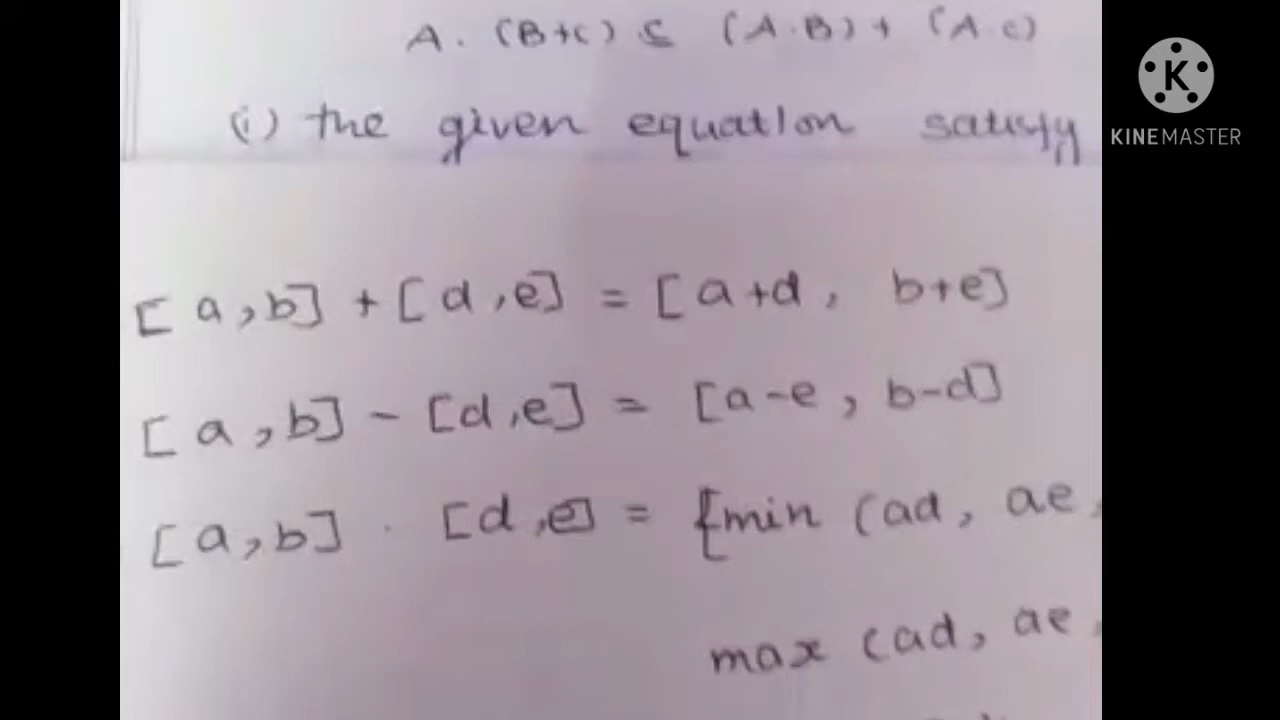 A. (B+C) ⊆ (A.B) + (A.C)
(i) the given equation satisfy
[a,b] + [d,e] = [a+d, b+e]
[a,b] - [d,e] = [a-e, b-d]
[a,b] . [d,e] = [min (ad, ae,
max (ad, ae,
K
KINEMASTER